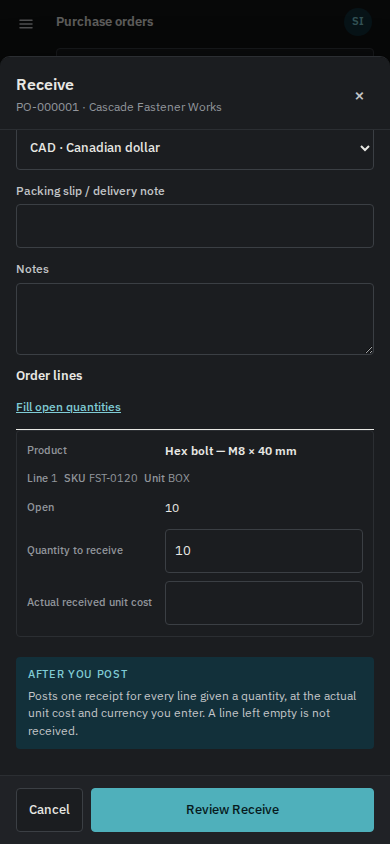 Purchase orders
SI
Receive
PO-000001 · Cascade Fastener Works
×
CAD · Canadian dollar
Packing slip / delivery note
Notes
Order lines
Fill open quantities
Product Hex bolt — M8 × 40 mm
Line 1 SKU FST-0120 Unit BOX
Open 10
Quantity to receive 10
Actual received unit cost
AFTER YOU POST
Posts one receipt for every line given a quantity, at the actual
unit cost and currency you enter. A line left empty is not
received.
Cancel Review Receive